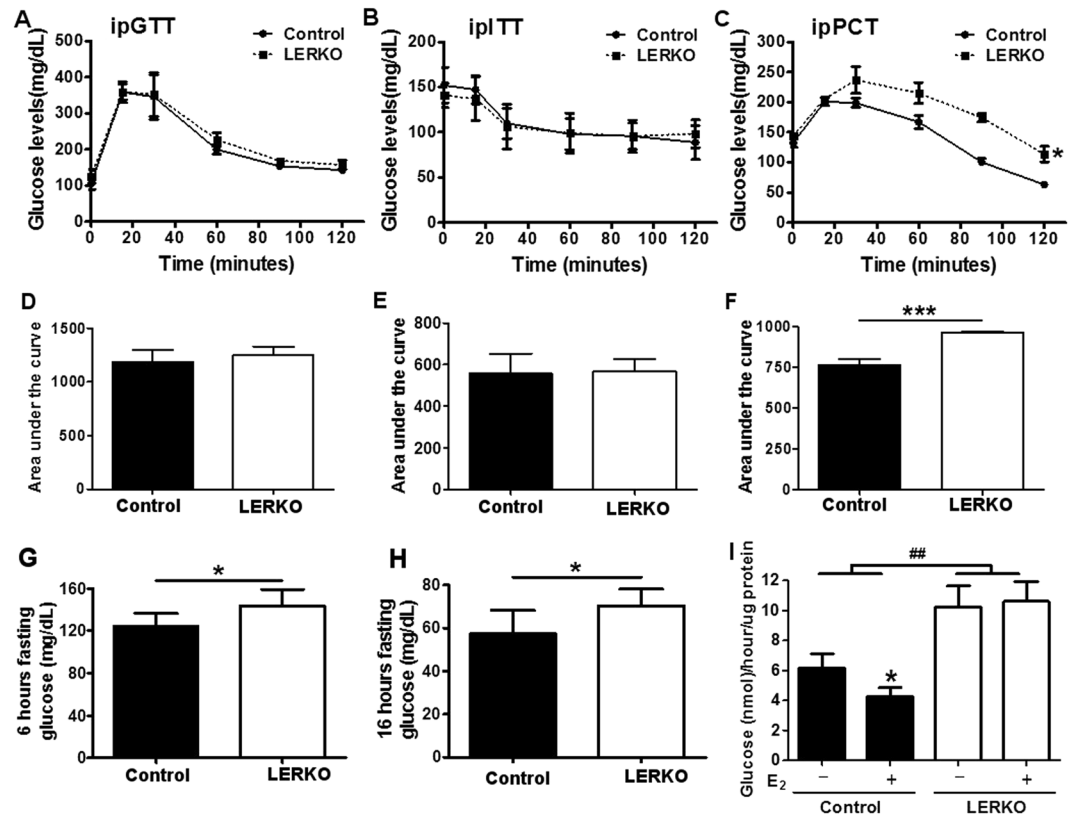 A ipGTT
Control
LERKO
Glucose levels(mg/dL)
500
400
300
200
100
0
0 20 40 60 80 100 120
Time (minutes)
B ipITT
Control
LERKO
Glucose levels(mg/dL)
200
150
100
50
0
0 20 40 60 80 100 120
Time (minutes)
C ipPCT
Control
LERKO
Glucose levels(mg/dL)
300
250
200
150
100
50
0
*
0 20 40 60 80 100 120
Time (minutes)
D
Area under the curve
1500
1000
500
0
Control LERKO
E
Area under the curve
800
600
400
200
0
Control LERKO
F
***
Area under the curve
1000
750
500
250
0
Control LERKO
G
*
6 hours fasting
glucose (mg/dL)
160
120
80
40
0
Control LERKO
H
*
16 hours fasting
glucose (mg/dL)
80
60
40
20
0
Control LERKO
I
##
Glucose (nmol)/hour/ug protein
12
10
8
6
4
2
0
*
E2 − + − +
Control LERKO